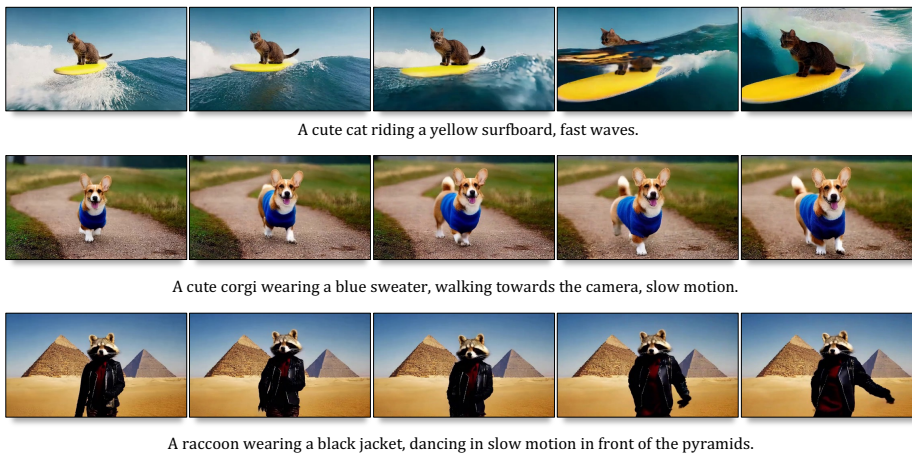 A cute cat riding a yellow surfboard, fast waves.
A cute corgi wearing a blue sweater, walking towards the camera, slow motion.
A raccoon wearing a black jacket, dancing in slow motion in front of the pyramids.